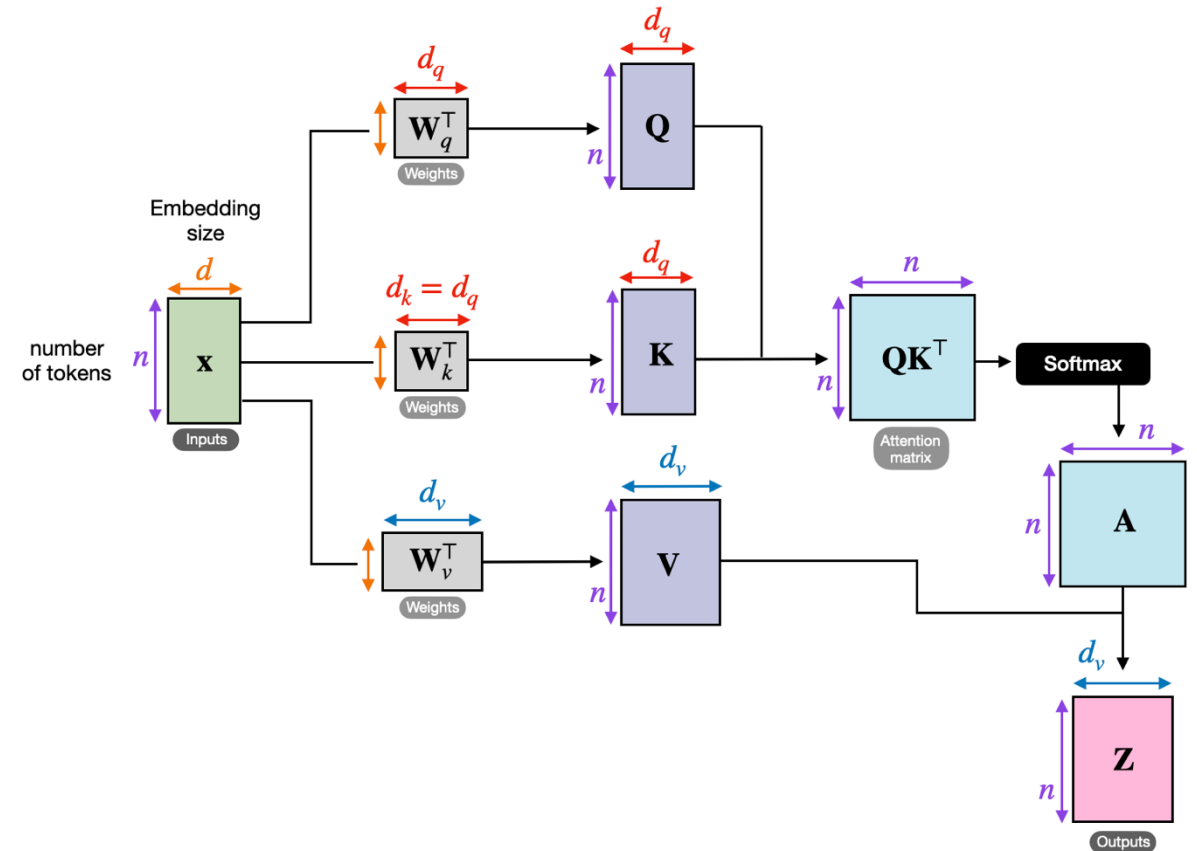 d_q
d_q
W_q^⊤
Q
n
Weights
Embedding
size
d
d_k = d_q
d_q
n
number
of tokens
n
x
W_k^⊤
K
n
n
QK^⊤
Softmax
Inputs
Weights
Attention
matrix
d_v
d_v
n
W_v^⊤
V
n
A
n
Weights
d_v
Z
n
Outputs